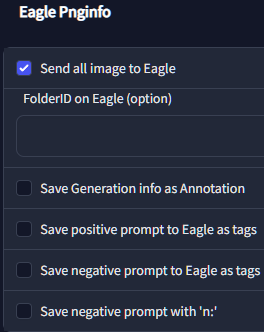 Eagle Pnginfo
Send all image to Eagle
FolderID on Eagle (option)
Save Generation info as Annotation
Save positive prompt to Eagle as tags
Save negative prompt to Eagle as tags
Save negative prompt with 'n:'